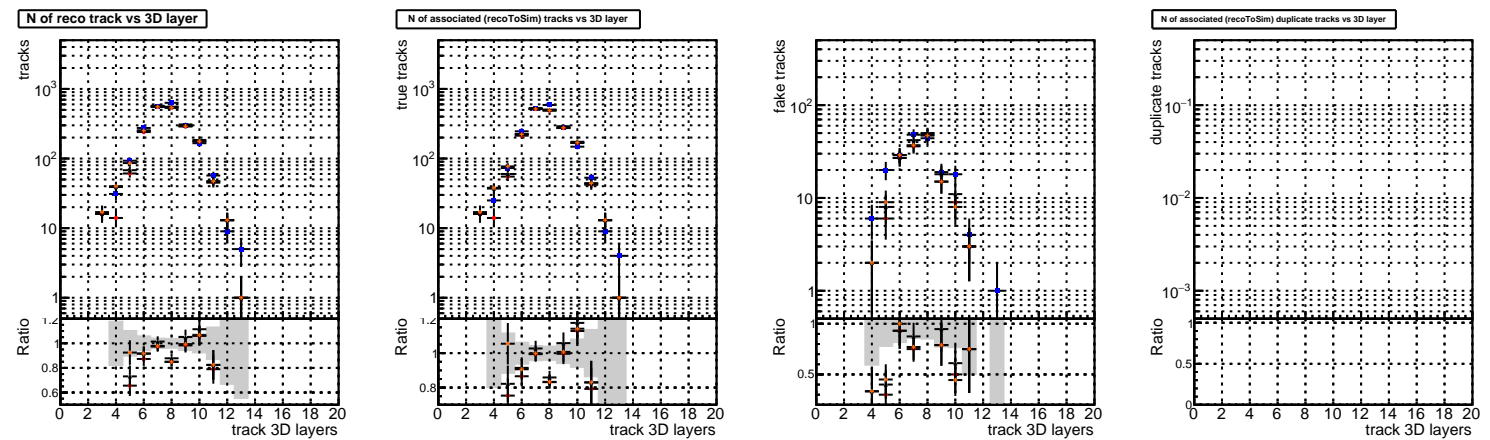 N of reco track vs 3D layer
tracks
10³
10²
10
1
Ratio
1.2
1
0.8
0.6
0 2 4 6 8 10 12 14 16 18 20
track 3D layers
N of associated (recoToSim) tracks vs 3D layer
true tracks
10³
10²
10
1
Ratio
1.2
1
0.8
0 2 4 6 8 10 12 14 16 18 20
track 3D layers
fake tracks
10²
10
1
Ratio
1
0.5
0 2 4 6 8 10 12 14 16 18 20
track 3D layers
N of associated (recoToSim) duplicate tracks vs 3D layer
duplicate tracks
10⁻¹
10⁻²
10⁻³
Ratio
1
0.5
0
0 2 4 6 8 10 12 14 16 18 20
track 3D layers